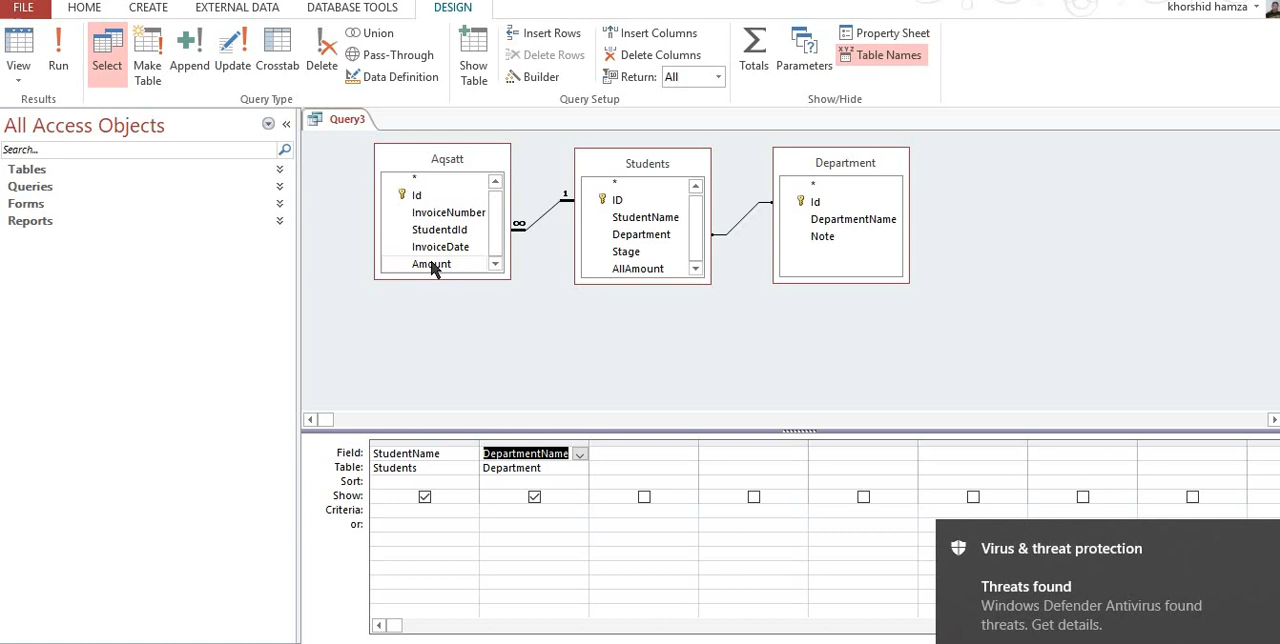 FILE HOME CREATE EXTERNAL DATA DATABASE TOOLS DESIGN khorshid hamza
View
Run
Select
Make
Table
Append
Update
Crosstab
Delete
Union
Pass-Through
Data Definition
Show
Table
Insert Rows
Delete Rows
Builder
Insert Columns
Delete Columns
Return: All
Totals
Parameters
Property Sheet
XYZ
Table Names
Results Query Type Query Setup Show/Hide
All Access Objects
Search...
Tables
Queries
Forms
Reports
Query3
Aqsatt
*
Id
InvoiceNumber
StudentdId
InvoiceDate
Amount
∞
1
Students
*
ID
StudentName
Department
Stage
AllAmount
Department
*
Id
DepartmentName
Note
Field: StudentName DepartmentName
Table: Students Department
Sort:
Show:
Criteria:
or:
Virus & threat protection
Threats found
Windows Defender Antivirus found
threats. Get details.